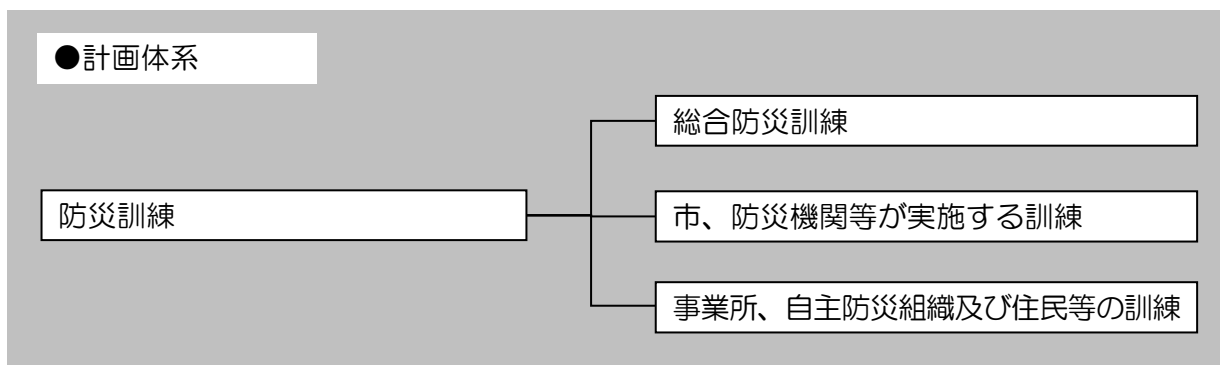 ●計画体系
総合防災訓練
防災訓練
市、防災機関等が実施する訓練
事業所、自主防災組織及び住民等の訓練